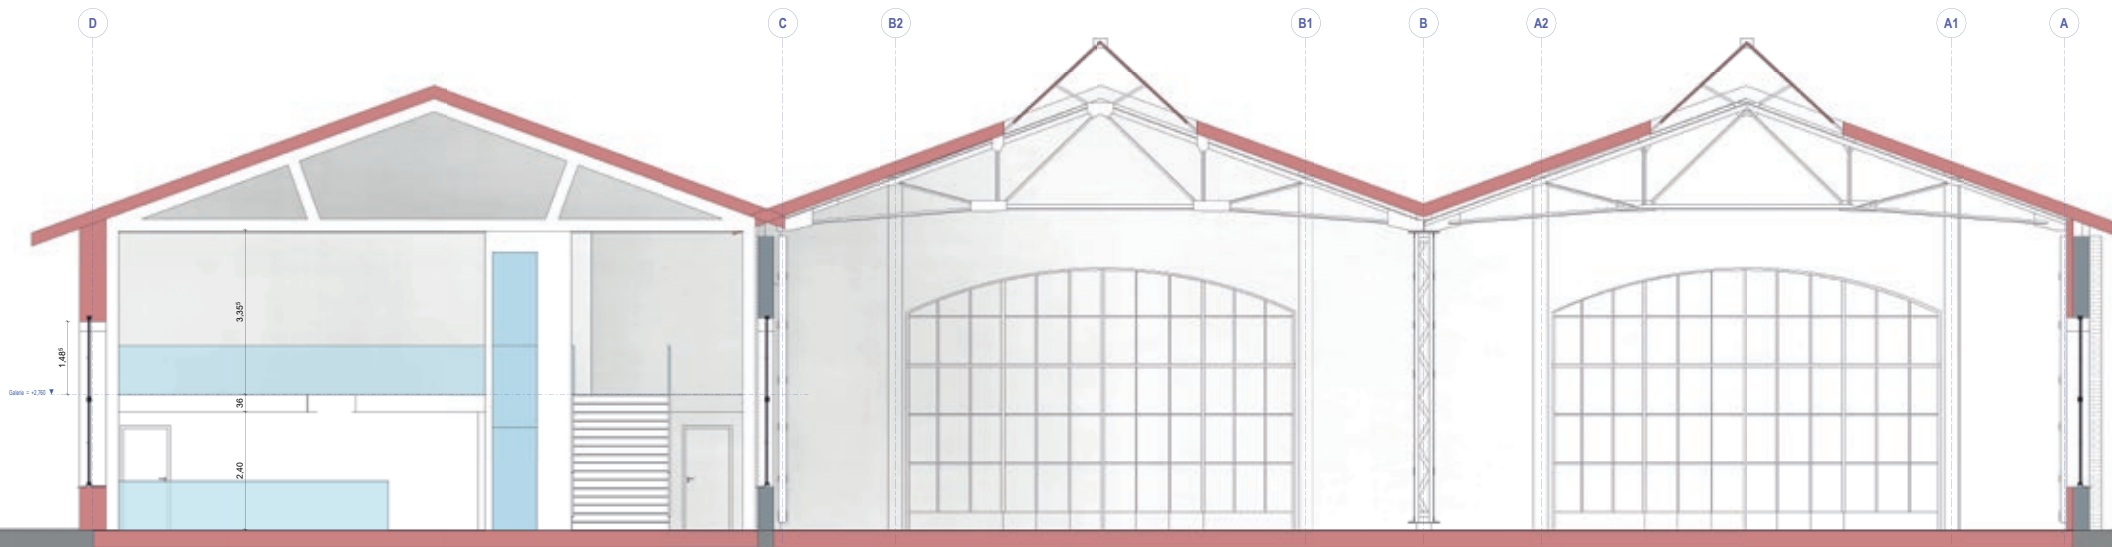 D
C
B2
B1
B
A2
A1
A
3,35⁵
1,48⁵
Galerie = +2,760
36
2,40